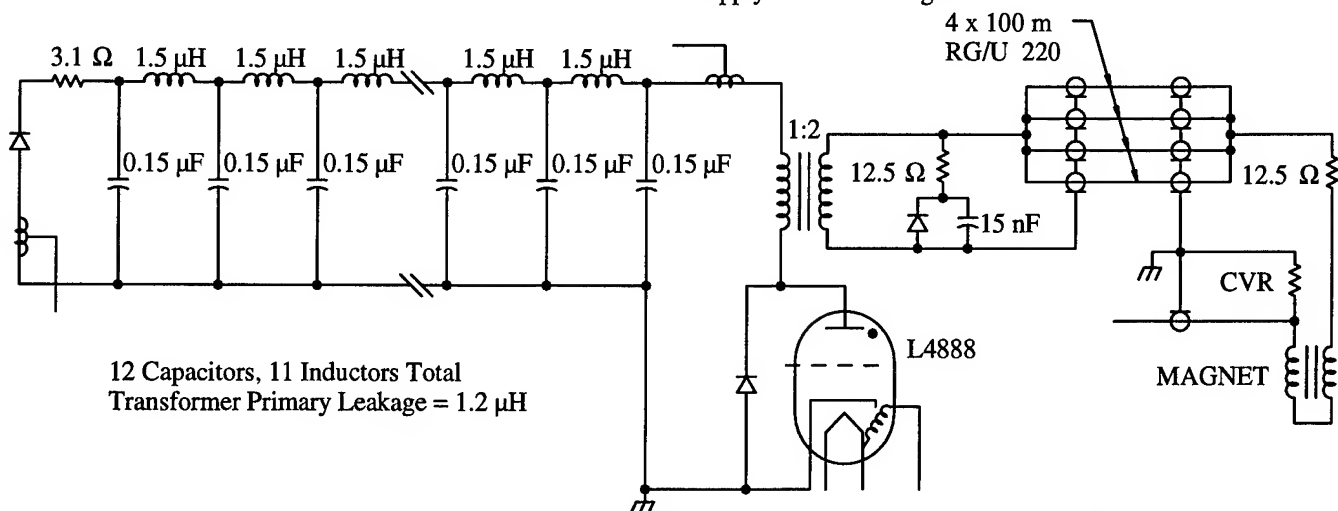 4 x 100 m
RG/U 220
3.1 Ω
1.5 μH
1.5 μH
1.5 μH
1.5 μH
1.5 μH
0.15 μF
0.15 μF
0.15 μF
0.15 μF
0.15 μF
0.15 μF
1:2
12.5 Ω
15 nF
12.5 Ω
CVR
MAGNET
L4888
12 Capacitors, 11 Inductors Total
Transformer Primary Leakage = 1.2 μH